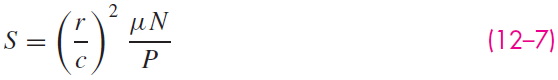 S = (r/c)² μN/P (12–7)